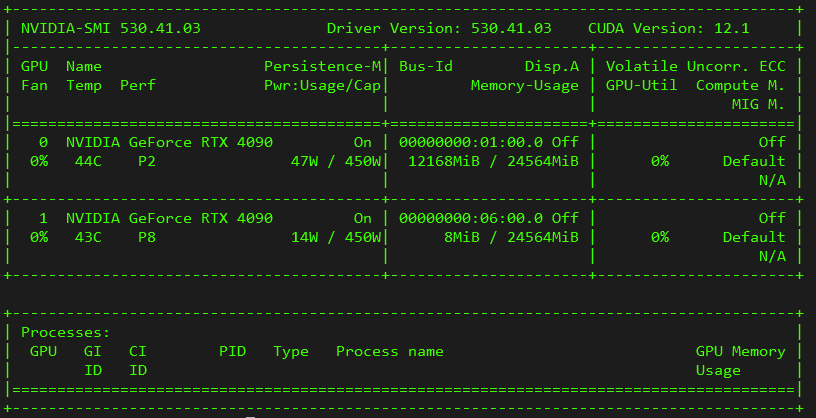 +-----------------------------------------------------------------------------+
| NVIDIA-SMI 530.41.03              Driver Version: 530.41.03    CUDA Version: 12.1     |
|-----------------------------------------+----------------------+----------------------+
| GPU  Name                  Persistence-M| Bus-Id        Disp.A | Volatile Uncorr. ECC |
| Fan  Temp  Perf            Pwr:Usage/Cap|         Memory-Usage | GPU-Util  Compute M. |
|                                         |                      |               MIG M. |
|=========================================+======================+======================|
|   0  NVIDIA GeForce RTX 4090         On | 00000000:01:00.0 Off |                  Off |
|  0%   44C    P2               47W / 450W|  12168MiB / 24564MiB |      0%      Default |
|                                         |                      |                  N/A |
+-----------------------------------------+----------------------+----------------------+
|   1  NVIDIA GeForce RTX 4090         On | 00000000:06:00.0 Off |                  Off |
|  0%   43C    P8               14W / 450W|      8MiB / 24564MiB |      0%      Default |
|                                         |                      |                  N/A |
+-----------------------------------------+----------------------+----------------------+
+---------------------------------------------------------------------------------------+
| Processes:                                                                            |
|  GPU   GI   CI        PID   Type   Process name                            GPU Memory |
|        ID   ID                                                             Usage      |
|=======================================================================================|
+---------------------------------------------------------------------------------------+